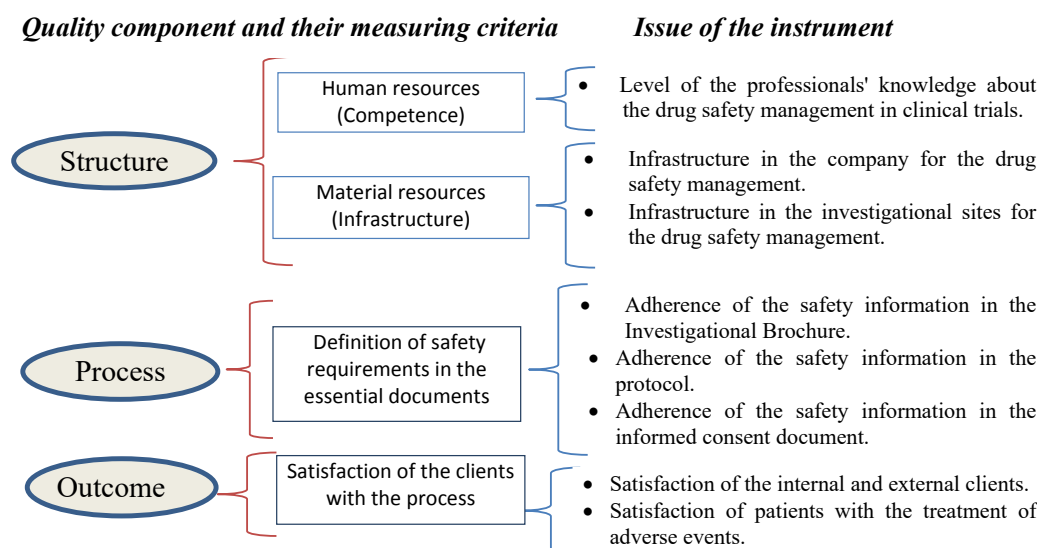 Quality component and their measuring criteria
Issue of the instrument
Structure
Human resources
(Competence)
• Level of the professionals' knowledge about
the drug safety management in clinical trials.
Material resources
(Infrastructure)
• Infrastructure in the company for the drug
safety management.
• Infrastructure in the investigational sites for
the drug safety management.
Process
Definition of safety
requirements in the
essential documents
• Adherence of the safety information in the
Investigational Brochure.
• Adherence of the safety information in the
protocol.
• Adherence of the safety information in the
informed consent document.
Outcome
Satisfaction of the clients
with the process
• Satisfaction of the internal and external clients.
• Satisfaction of patients with the treatment of
adverse events.